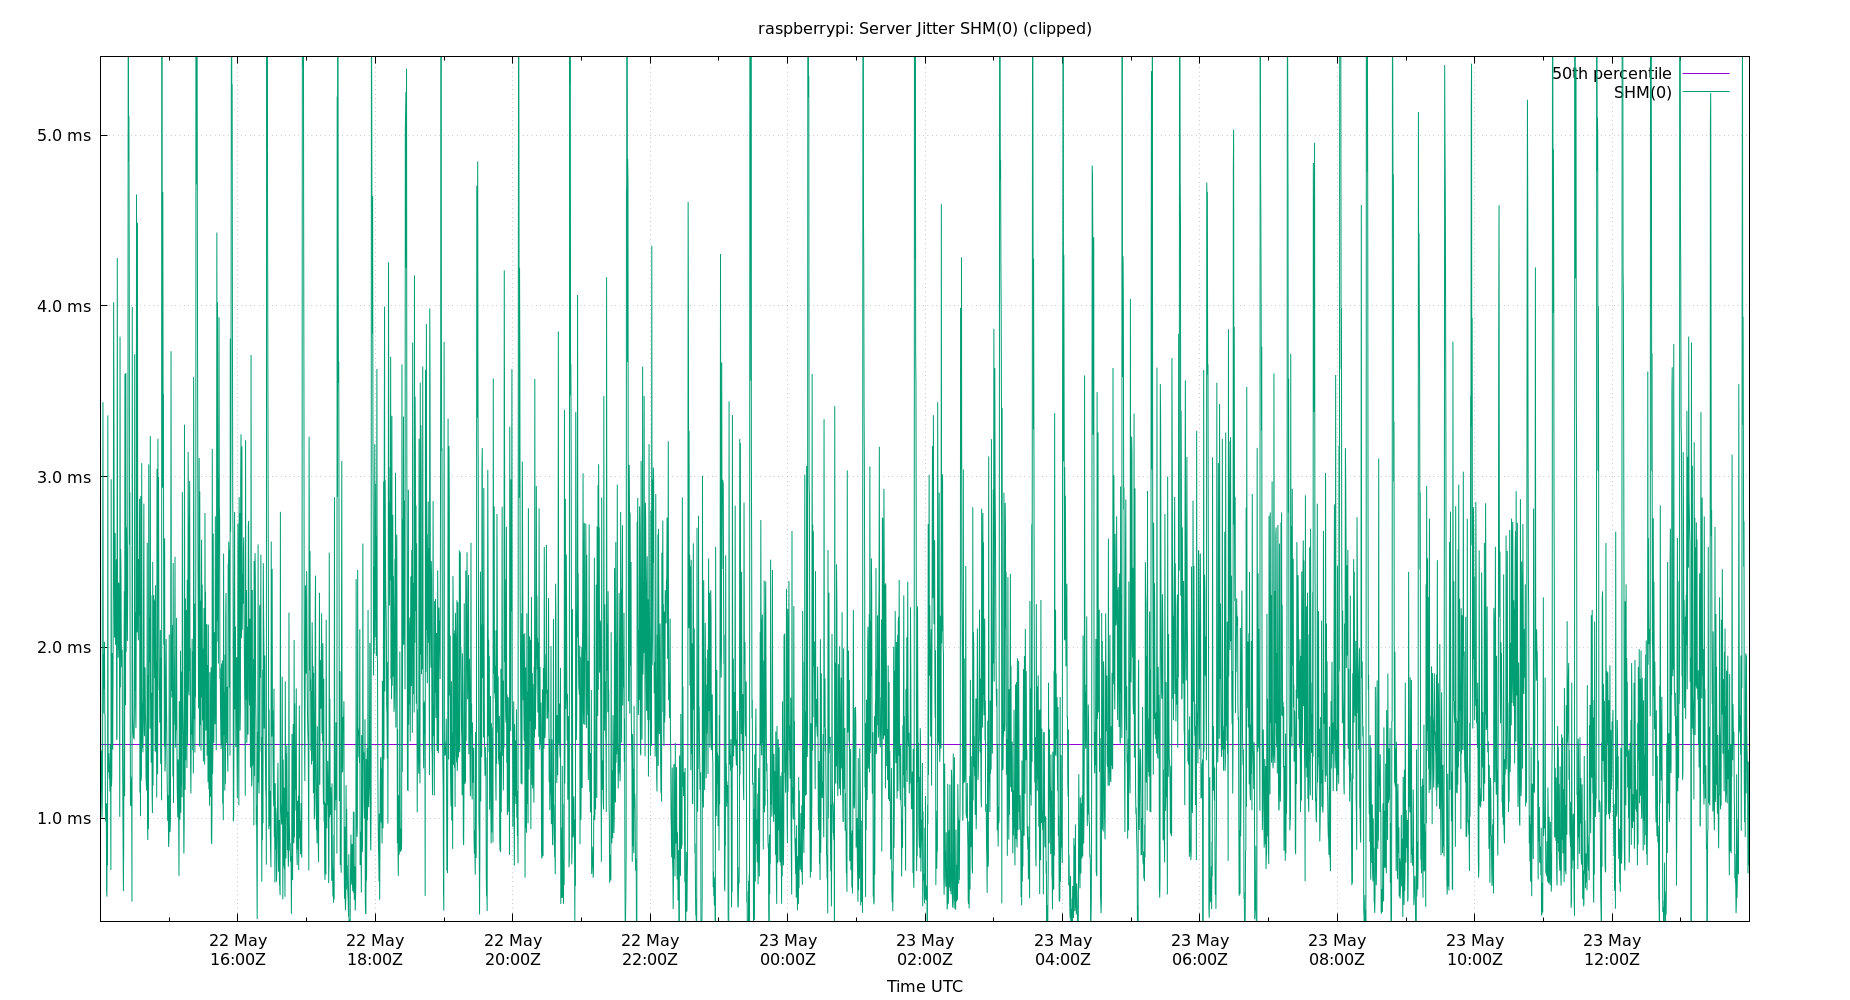 raspberrypi: Server Jitter SHM(0) (clipped)
50th percentile
SHM(0)
5.0 ms
4.0 ms
3.0 ms
2.0 ms
1.0 ms
22 May 22 May 22 May 22 May 23 May 23 May 23 May 23 May 23 May 23 May 23 May
16:00Z 18:00Z 20:00Z 22:00Z 00:00Z 02:00Z 04:00Z 06:00Z 08:00Z 10:00Z 12:00Z
Time UTC